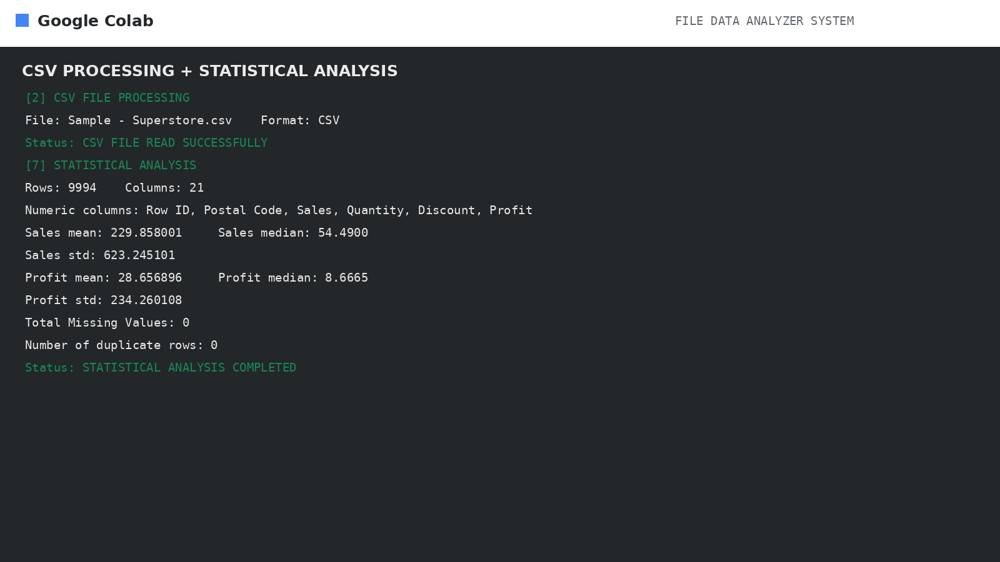 Google Colab    FILE DATA ANALYZER SYSTEM
CSV PROCESSING + STATISTICAL ANALYSIS
[2] CSV FILE PROCESSING
File: Sample - Superstore.csv    Format: CSV
Status: CSV FILE READ SUCCESSFULLY
[7] STATISTICAL ANALYSIS
Rows: 9994    Columns: 21
Numeric columns: Row ID, Postal Code, Sales, Quantity, Discount, Profit
Sales mean: 229.858001     Sales median: 54.4900
Sales std: 623.245101
Profit mean: 28.656896     Profit median: 8.6665
Profit std: 234.260108
Total Missing Values: 0
Number of duplicate rows: 0
Status: STATISTICAL ANALYSIS COMPLETED